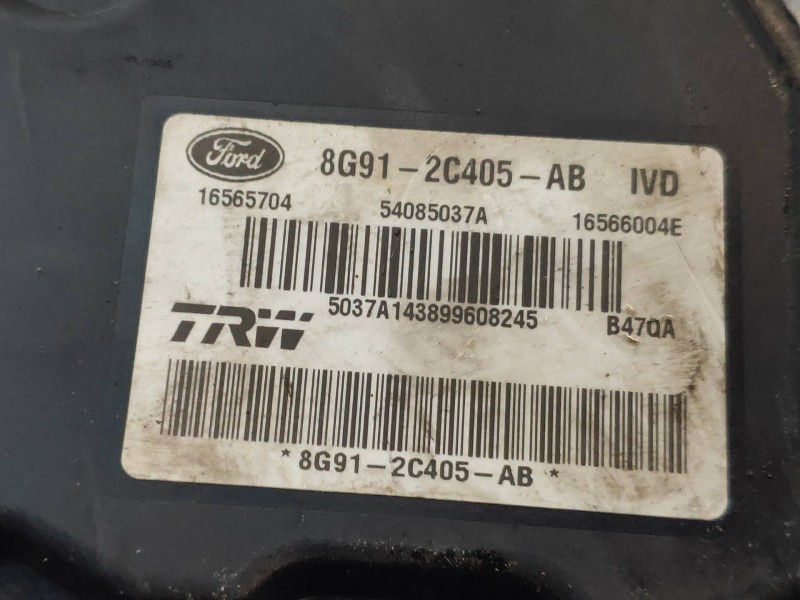 Ford 8G91-2C405-AB IVD
16565704 54085037A 16566004E
5037A143899608245 B47QA
TRW
*8G91-2C405-AB*